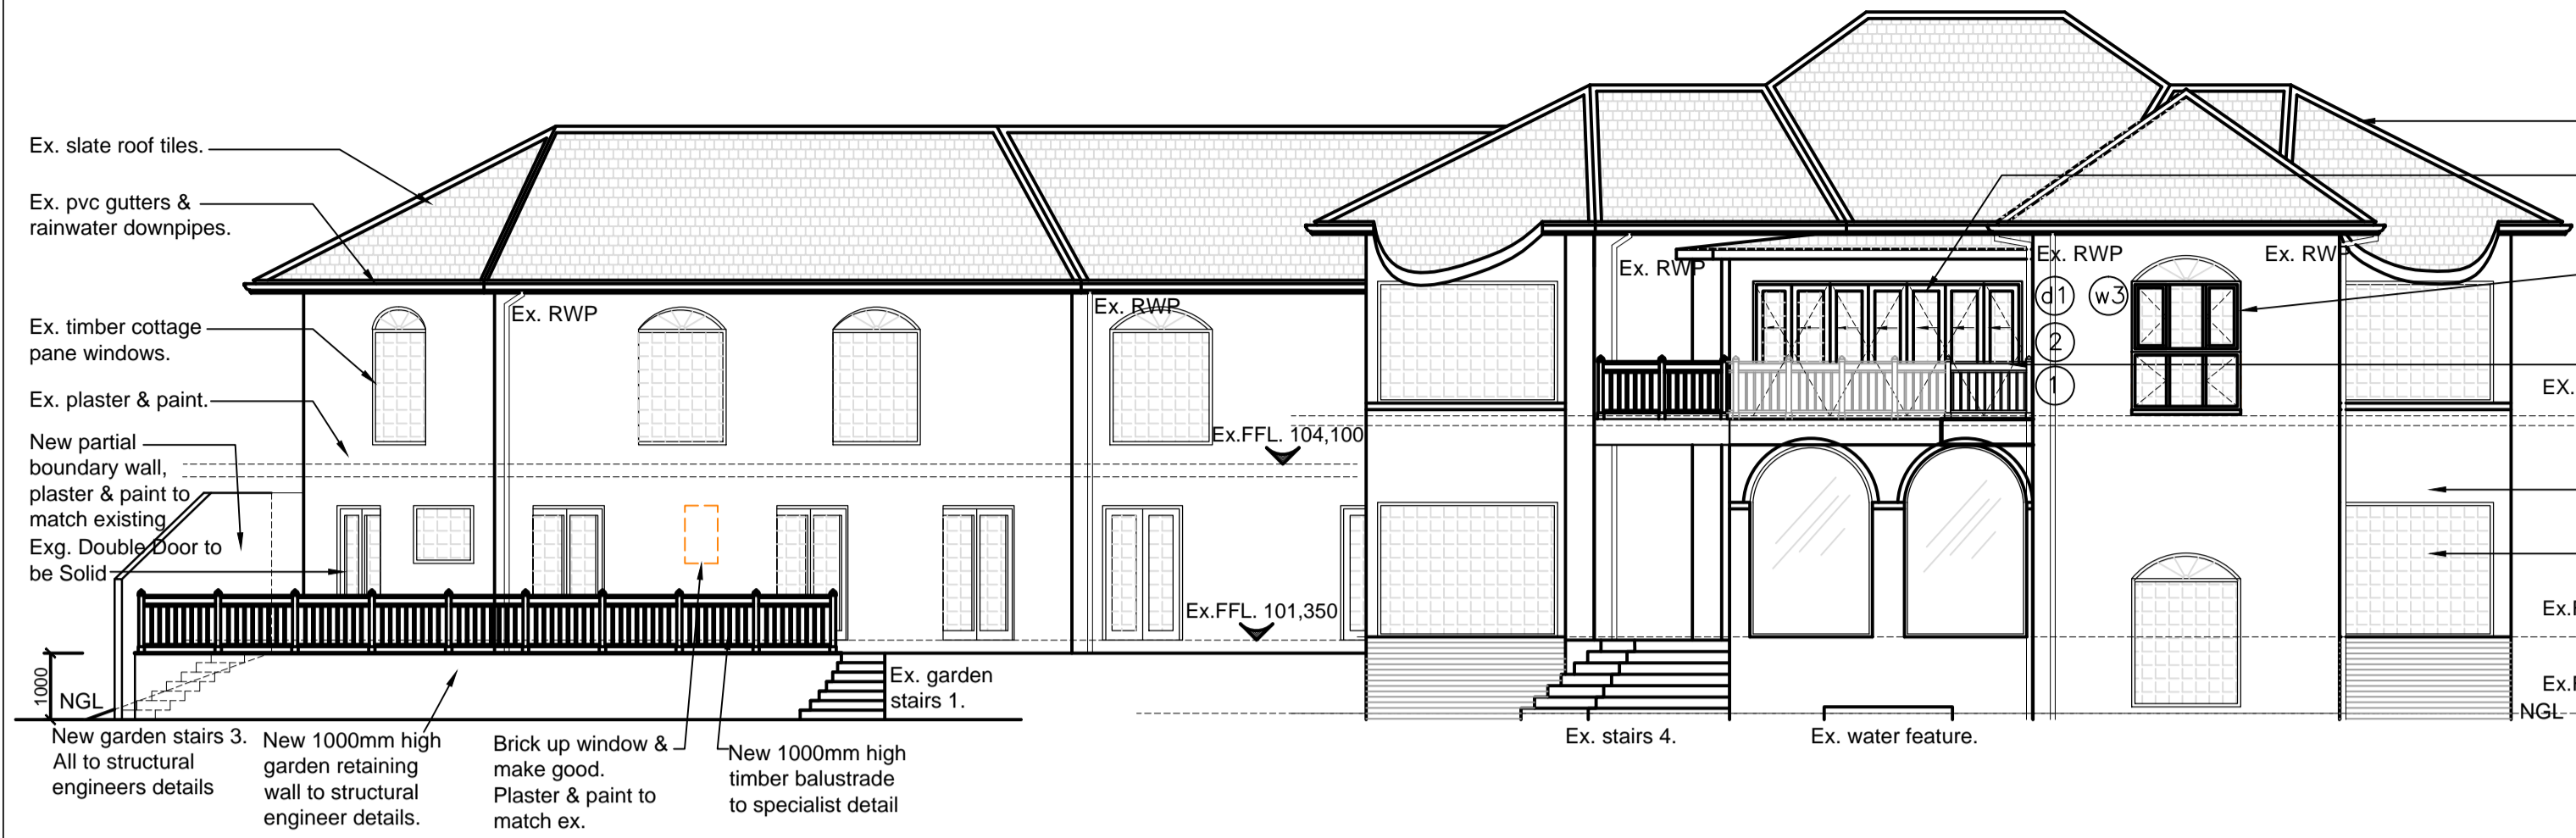 Ex. slate roof tiles.
Ex. pvc gutters &
rainwater downpipes.
Ex. timber cottage
pane windows.
Ex. plaster & paint.
New partial
boundary wall,
plaster & paint to
match existing
Exg. Double Door to
be Solid
1000
NGL
New garden stairs 3.
All to structural
engineers details
New 1000mm high
garden retaining
wall to structural
engineer details.
Brick up window &
make good.
Plaster & paint to
match ex.
New 1000mm high
timber balustrade
to specialist detail
Ex. garden
stairs 1.
Ex. RWP
Ex. RWP
Ex.FFL. 104,100
Ex.FFL. 101,350
Ex. RWP
Ex. RWP
Ex. RWP
d1
w3
2
1
Ex. stairs 4.
Ex. water feature.
EX.
NGL